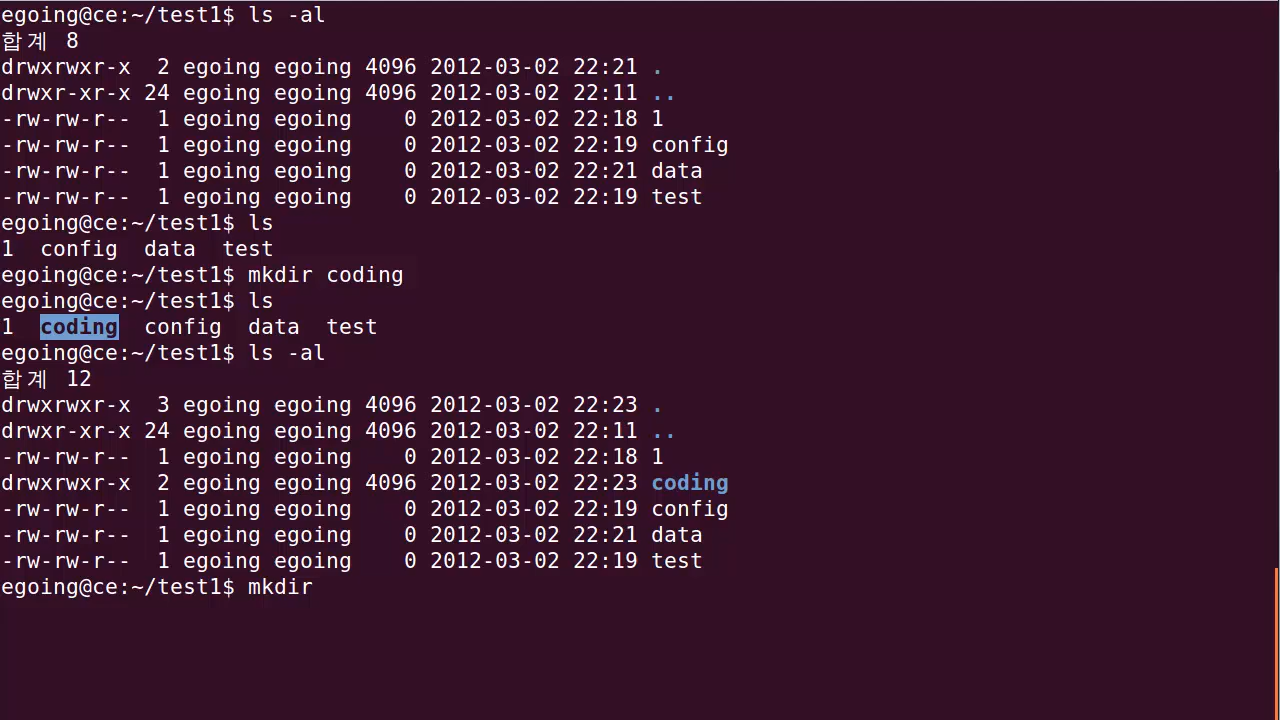 egoing@ce:~/test1$ ls -al
합계 8
drwxrwxr-x  2 egoing egoing 4096 2012-03-02 22:21 .
drwxr-xr-x 24 egoing egoing 4096 2012-03-02 22:11 ..
-rw-rw-r--  1 egoing egoing    0 2012-03-02 22:18 1
-rw-rw-r--  1 egoing egoing    0 2012-03-02 22:19 config
-rw-rw-r--  1 egoing egoing    0 2012-03-02 22:21 data
-rw-rw-r--  1 egoing egoing    0 2012-03-02 22:19 test
egoing@ce:~/test1$ ls
1  config  data  test
egoing@ce:~/test1$ mkdir coding
egoing@ce:~/test1$ ls
1  coding  config  data  test
egoing@ce:~/test1$ ls -al
합계 12
drwxrwxr-x  3 egoing egoing 4096 2012-03-02 22:23 .
drwxr-xr-x 24 egoing egoing 4096 2012-03-02 22:11 ..
-rw-rw-r--  1 egoing egoing    0 2012-03-02 22:18 1
drwxrwxr-x  2 egoing egoing 4096 2012-03-02 22:23 coding
-rw-rw-r--  1 egoing egoing    0 2012-03-02 22:19 config
-rw-rw-r--  1 egoing egoing    0 2012-03-02 22:21 data
-rw-rw-r--  1 egoing egoing    0 2012-03-02 22:19 test
egoing@ce:~/test1$ mkdir